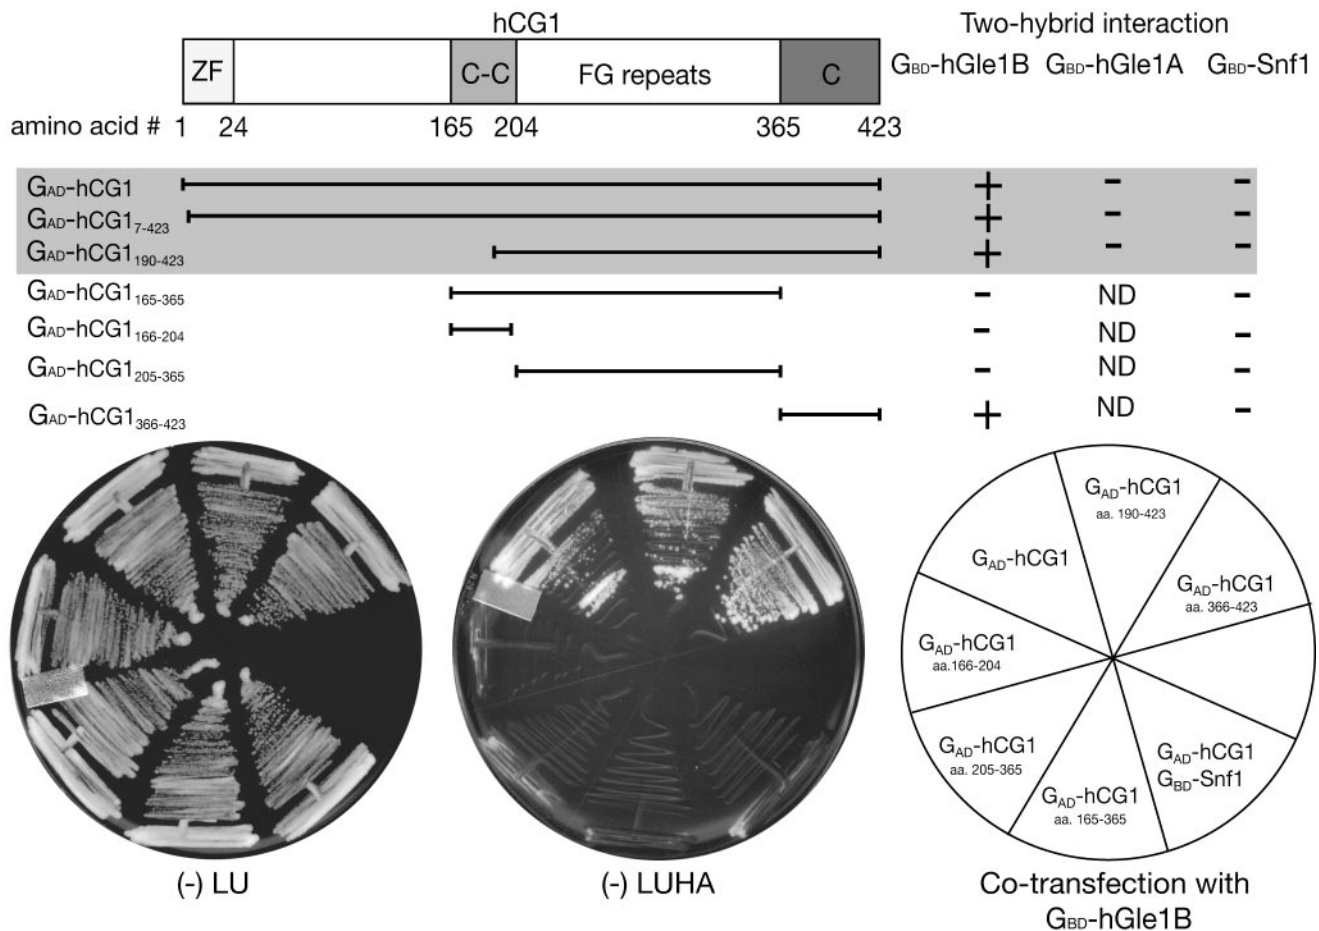 hCG1
Two-hybrid interaction
ZF C-C FG repeats C
GBD-hGle1B GBD-hGle1A GBD-Snf1
amino acid # 1 24 165 204 365 423
GAD-hCG1 + - -
GAD-hCG17-423 + - -
GAD-hCG1190-423 + - -
GAD-hCG1165-365 - ND -
GAD-hCG1166-204 - ND -
GAD-hCG1205-365 - ND -
GAD-hCG1366-423 + ND -
GAD-hCG1
aa. 190-423
GAD-hCG1
GAD-hCG1
aa. 366-423
GAD-hCG1
aa.166-204
GAD-hCG1
aa. 205-365
GAD-hCG1
aa. 165-365
GAD-hCG1
GBD-Snf1
(-) LU
(-) LUHA
Co-transfection with
GBD-hGle1B